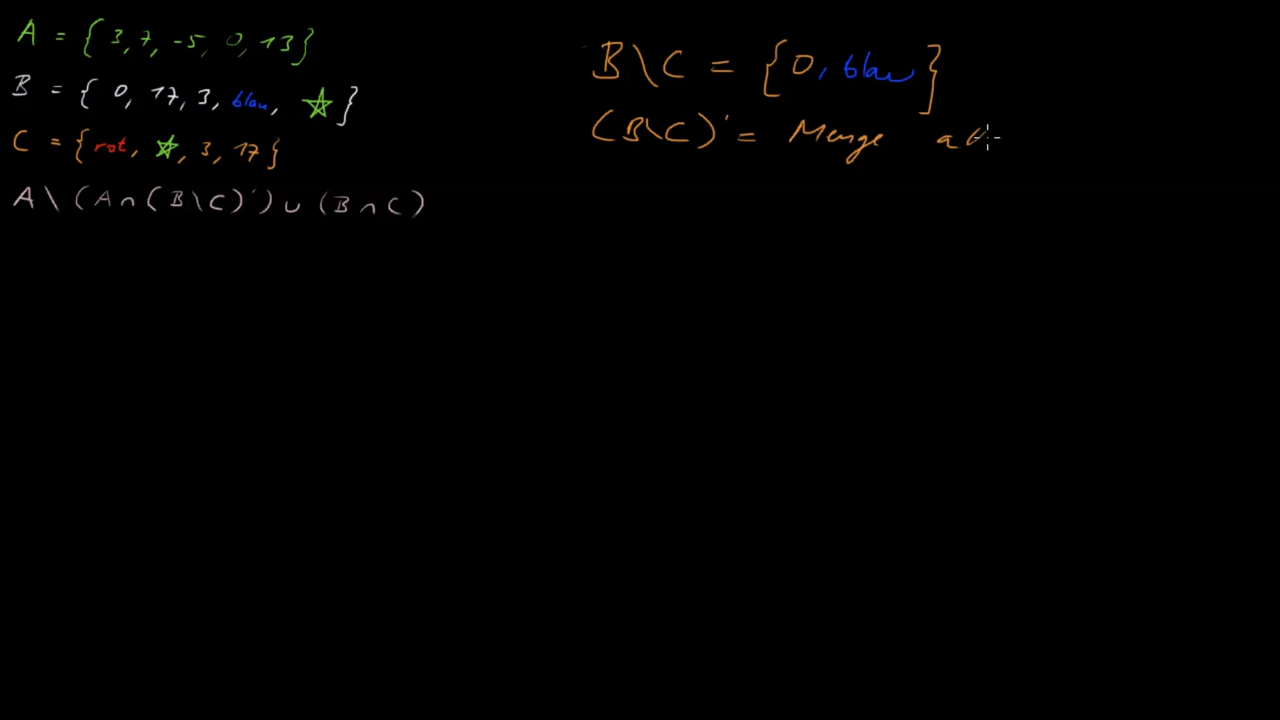 A = { 3, 7, -5, 0, 13 }
B = { 0, 17, 3, blau, ☆ }
C = { rot, ☆, 3, 17 }
A \ ( A ∩ ( B \ C )' ) ∪ ( B ∩ C )
B \ C = { 0, blau }
( B \ C )' = Menge